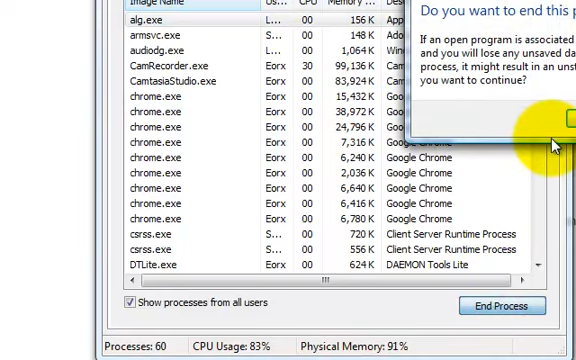 Image Name Us... CPU Memory ... Des
alg.exe L... 00 156 K App
armsvc.exe 00 148 K Ado
audiodg.exe L... 00 1,064 K Win
CamRecorder.exe Eorx 30 99,136 K Cam
CamtasiaStudio.exe Eorx 00 83,924 K Cam
chrome.exe Eorx 00 15,432 K Goo
chrome.exe Eorx 00 38,972 K Goo
chrome.exe Eorx 00 24,796 K Goo
chrome.exe Eorx 00 7,316 K Google Chrome
chrome.exe Eorx 00 6,240 K Google Chrome
chrome.exe Eorx 00 2,036 K Google Chrome
chrome.exe Eorx 00 6,640 K Google Chrome
chrome.exe Eorx 00 6,416 K Google Chrome
chrome.exe Eorx 00 6,780 K Google Chrome
csrss.exe S... 00 720 K Client Server Runtime Process
csrss.exe S... 00 556 K Client Server Runtime Process
DTLite.exe Eorx 00 624 K DAEMON Tools Lite
Show processes from all users
End Process
Processes: 60 CPU Usage: 83% Physical Memory: 91%
Do you want to end this p
If an open program is associated
and you will lose any unsaved da
process, it might result in an unst
you want to continue?